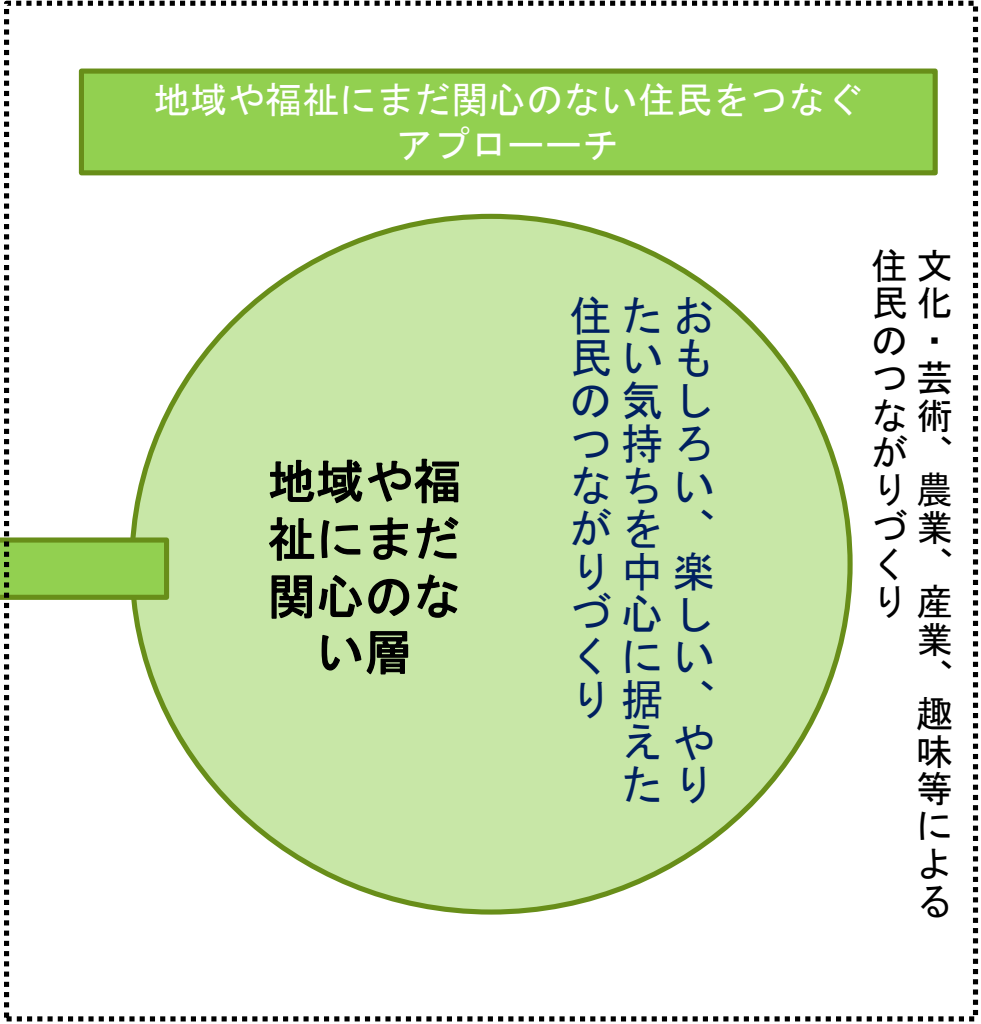 地域や福祉にまだ関心のない住民をつなぐ
アプローーチ
文化・芸術、農業、産業、趣味等による
住民のつながりづくり
おもしろい、楽しい、やり
たい気持ちを中心に据えた
住民のつながりづくり
地域や福
祉にまだ
関心のな
い層